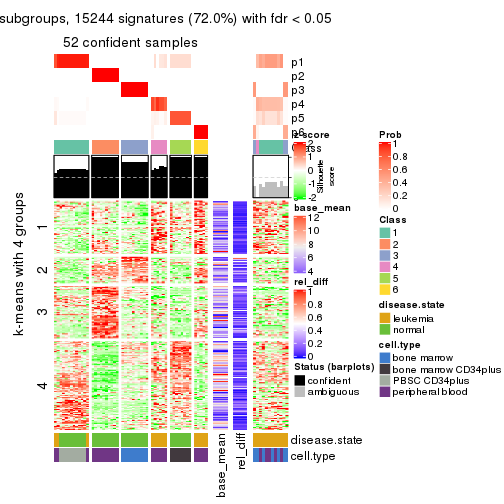 subgroups, 15244 signatures (72.0%) with fdr < 0.05
52 confident samples
p1
p2
p3
p4
p5
p6
Class
Silhouette
score
k-means with 4 groups
1
2
3
4
base_mean
rel_diff
disease.state
cell.type
z-score
2
1
0
-1
-2
base_mean
12
10
8
6
4
rel_diff
1
0.8
0.6
0.4
0.2
0
Status (barplots)
confident
ambiguous
Prob
1
0.8
0.6
0.4
0.2
0
Class
1
2
3
4
5
6
disease.state
leukemia
normal
cell.type
bone marrow
bone marrow CD34plus
PBSC CD34plus
peripheral blood